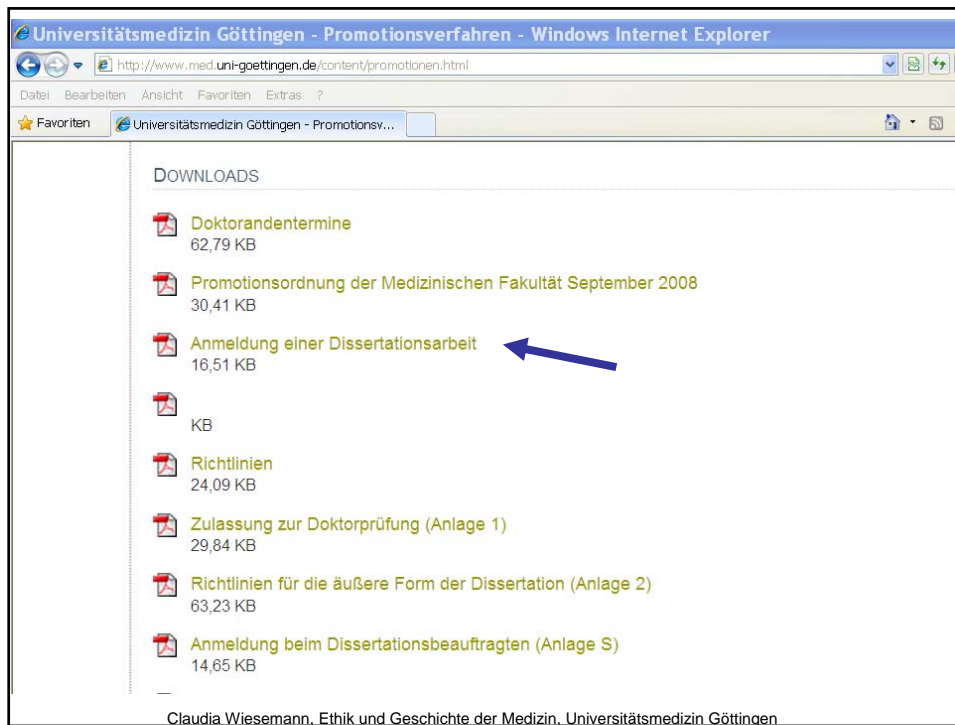 Universitätsmedizin Göttingen - Promotionsverfahren - Windows Internet Explorer
http://www.med.uni-goettingen.de/content/promotionen.html
Datei Bearbeiten Ansicht Favoriten Extras ?
Favoriten Universitätsmedizin Göttingen - Promotionsv...
DOWNLOADS
Doktorandentermine
62,79 KB
Promotionsordnung der Medizinischen Fakultät September 2008
30,41 KB
Anmeldung einer Dissertationsarbeit
16,51 KB
KB
Richtlinien
24,09 KB
Zulassung zur Doktorprüfung (Anlage 1)
29,84 KB
Richtlinien für die äußere Form der Dissertation (Anlage 2)
63,23 KB
Anmeldung beim Dissertationsbeauftragten (Anlage S)
14,65 KB
Claudia Wiesemann, Ethik und Geschichte der Medizin, Universitätsmedizin Göttingen